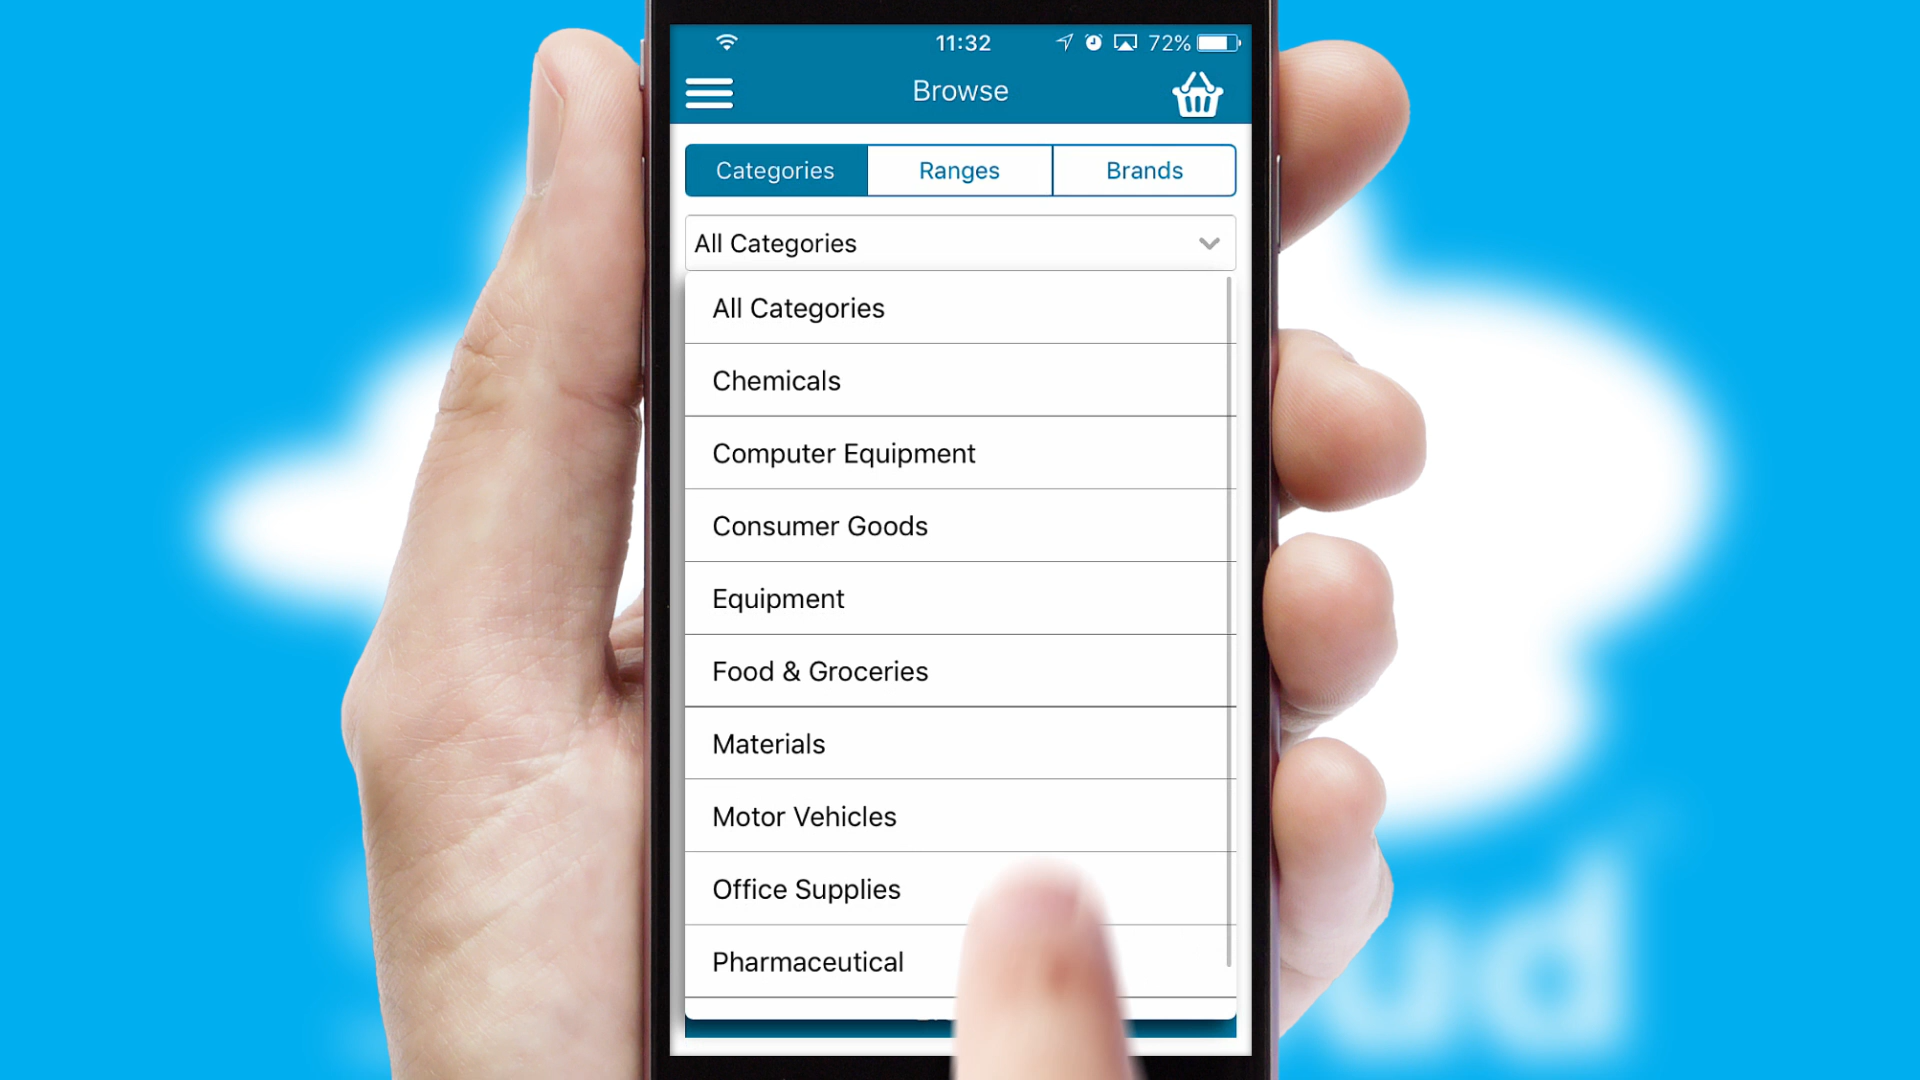 11:32
72%
Browse
Categories
Ranges
Brands
All Categories
All Categories
Chemicals
Computer Equipment
Consumer Goods
Equipment
Food & Groceries
Materials
Motor Vehicles
Office Supplies
Pharmaceutical